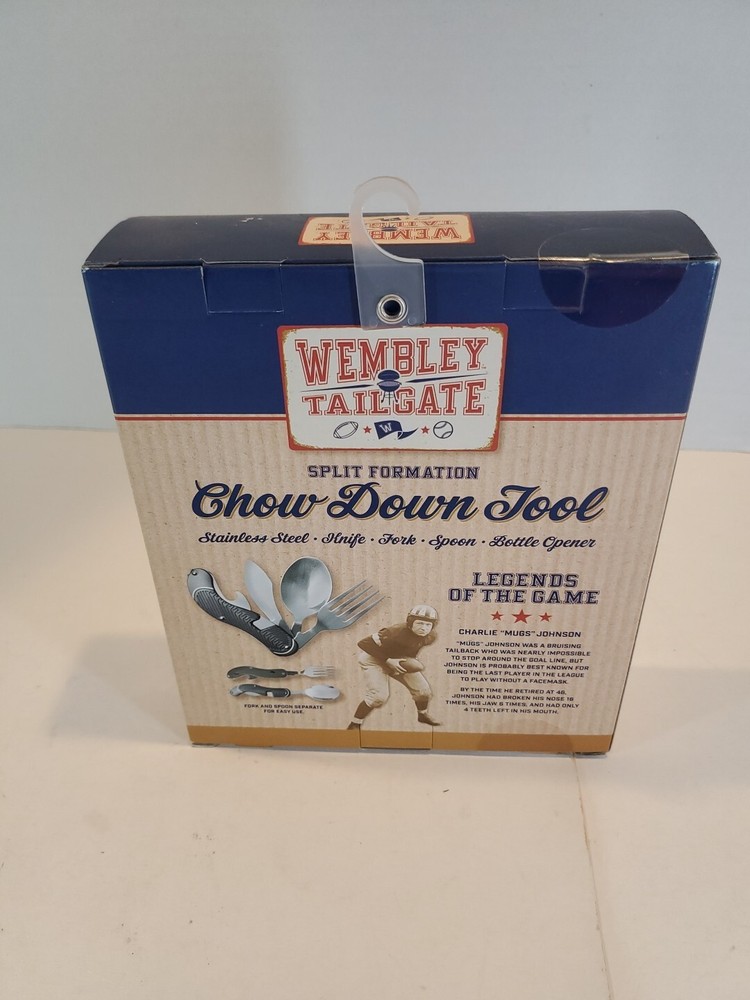 WEMBLEY
TAILGATE
WEMBLEY
TAILGATE
W
SPLIT FORMATION
Chow Down Tool
Stainless Steel · Knife · Fork · Spoon · Bottle Opener
LEGENDS
OF THE GAME
CHARLIE "MUGS" JOHNSON
"MUGS" JOHNSON WAS A BRUISING
TAILBACK WHO WAS NEARLY IMPOSSIBLE
TO STOP AROUND THE GOAL LINE, BUT
JOHNSON IS PROBABLY BEST KNOWN FOR
BEING THE LAST PLAYER IN THE LEAGUE
TO PLAY WITHOUT A FACEMASK.
BY THE TIME HE RETIRED AT 46,
JOHNSON HAD BROKEN HIS NOSE 18
TIMES, HIS JAW 6 TIMES, AND HAD ONLY
4 TEETH LEFT IN HIS MOUTH.
FORK AND SPOON SEPARATE
FOR EASY USE.